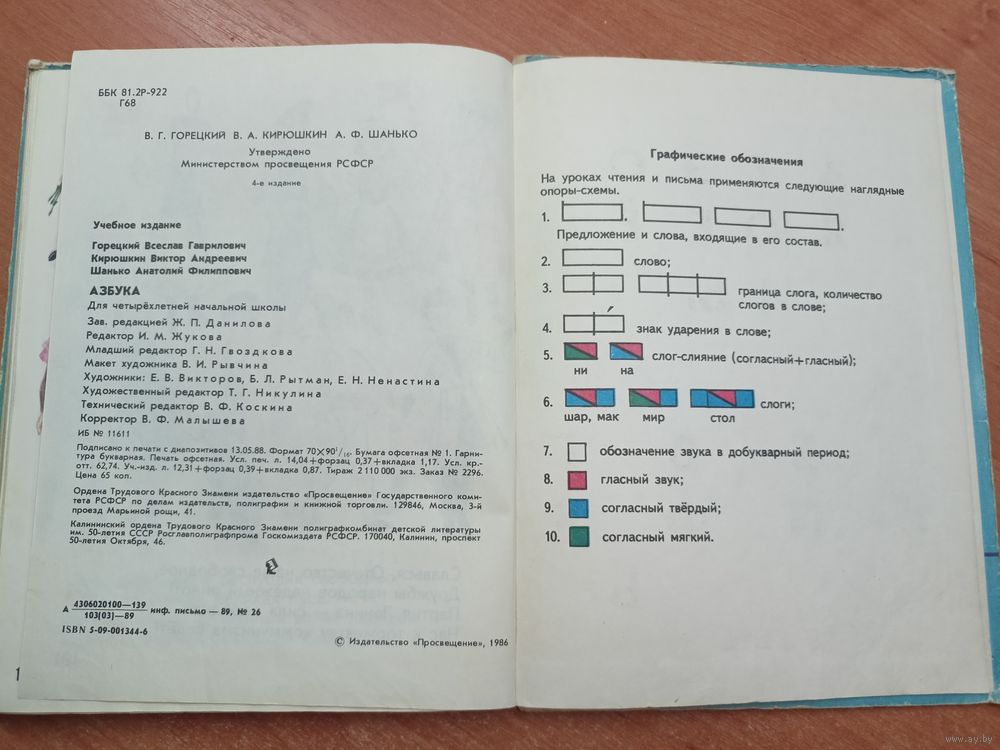 ББК 81.2Р-922
Г68
В. Г. ГОРЕЦКИЙ В. А. КИРЮШКИН А. Ф. ШАНЬКО
Утверждено
Министерством просвещения РСФСР
4-е издание
Учебное издание
Горецкий Всеслав Гаврилович
Кирюшкин Виктор Андреевич
Шанько Анатолий Филиппович
АЗБУКА
Для четырёхлетней начальной школы
Зав. редакцией Ж. П. Данилова
Редактор И. М. Жукова
Младший редактор Г. Н. Гвоздкова
Макет художника В. И. Рывчина
Художники: Е. В. Викторов, Б. Л. Рытман, Е. Н. Ненастина
Художественный редактор Т. Г. Никулина
Технический редактор В. Ф. Коскина
Корректор В. Ф. Малышева
ИБ № 11611
Подписано к печати с диапозитивов 13.05.88. Формат 70×90¹/₁₆. Бумага офсетная № 1. Гарни-
тура букварная. Печать офсетная. Усл. печ. л. 14,04+форзац 0,37+вкладка 1,17. Усл. кр.-
отт. 62,74. Уч.-изд. л. 12,31+форзац 0,39+вкладка 0,87. Тираж 2 110 000 экз. Заказ № 2296.
Цена 65 коп.
Ордена Трудового Красного Знамени издательство «Просвещение» Государственного коми-
тета РСФСР по делам издательств, полиграфии и книжной торговли. 129846, Москва, 3-й
проезд Марьиной рощи, 41.
Калининский ордена Трудового Красного Знамени полиграфкомбинат детской литературы
им. 50-летия СССР Росглавполиграфпрома Госкомиздата РСФСР. 170040, Калинин, проспект
50-летия Октября, 46.
А 4306020100—139
103(03)—89 инф. письмо — 89, № 26
ISBN 5-09-001344-6
© Издательство «Просвещение», 1986
1
Графические обозначения
На уроках чтения и письма применяются следующие наглядные
опоры-схемы.
1.
Предложение и слова, входящие в его состав.
2. слово;
3. граница слога, количество
слогов в слове;
4. знак ударения в слове;
5. слог-слияние (согласный+гласный);
ни на
6. слоги;
шар, мак мир стол
7. обозначение звука в добукварный период;
8. гласный звук;
9. согласный твёрдый;
10. согласный мягкий.
www.ay.by